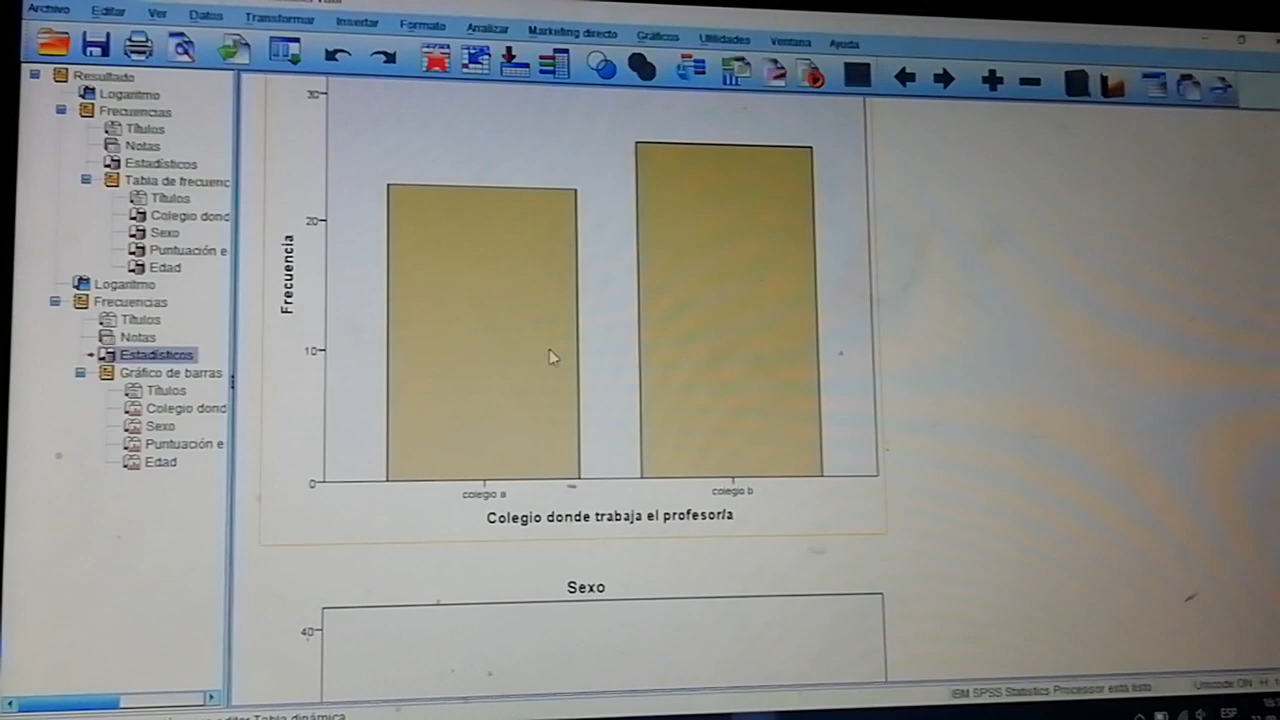 Archivo Editar Ver Datos Transformar Insertar Formato Analizar Marketing directo Gráficos Utilidades Ventana Ayuda
Resultado
Logaritmo
Frecuencias
Títulos
Notas
Estadísticos
Tabla de frecuenc
Títulos
Colegio dond
Sexo
Puntuación e
Edad
Logaritmo
Frecuencias
Títulos
Notas
Estadísticos
Gráfico de barras
Títulos
Colegio dond
Sexo
Puntuación e
Edad
30
20
10
0
Frecuencia
colegio a
colegio b
Colegio donde trabaja el profesor/a
Sexo
40
IBM SPSS Statistics Processor está listo
Unicode:ON
Tabla dinámica
ESP